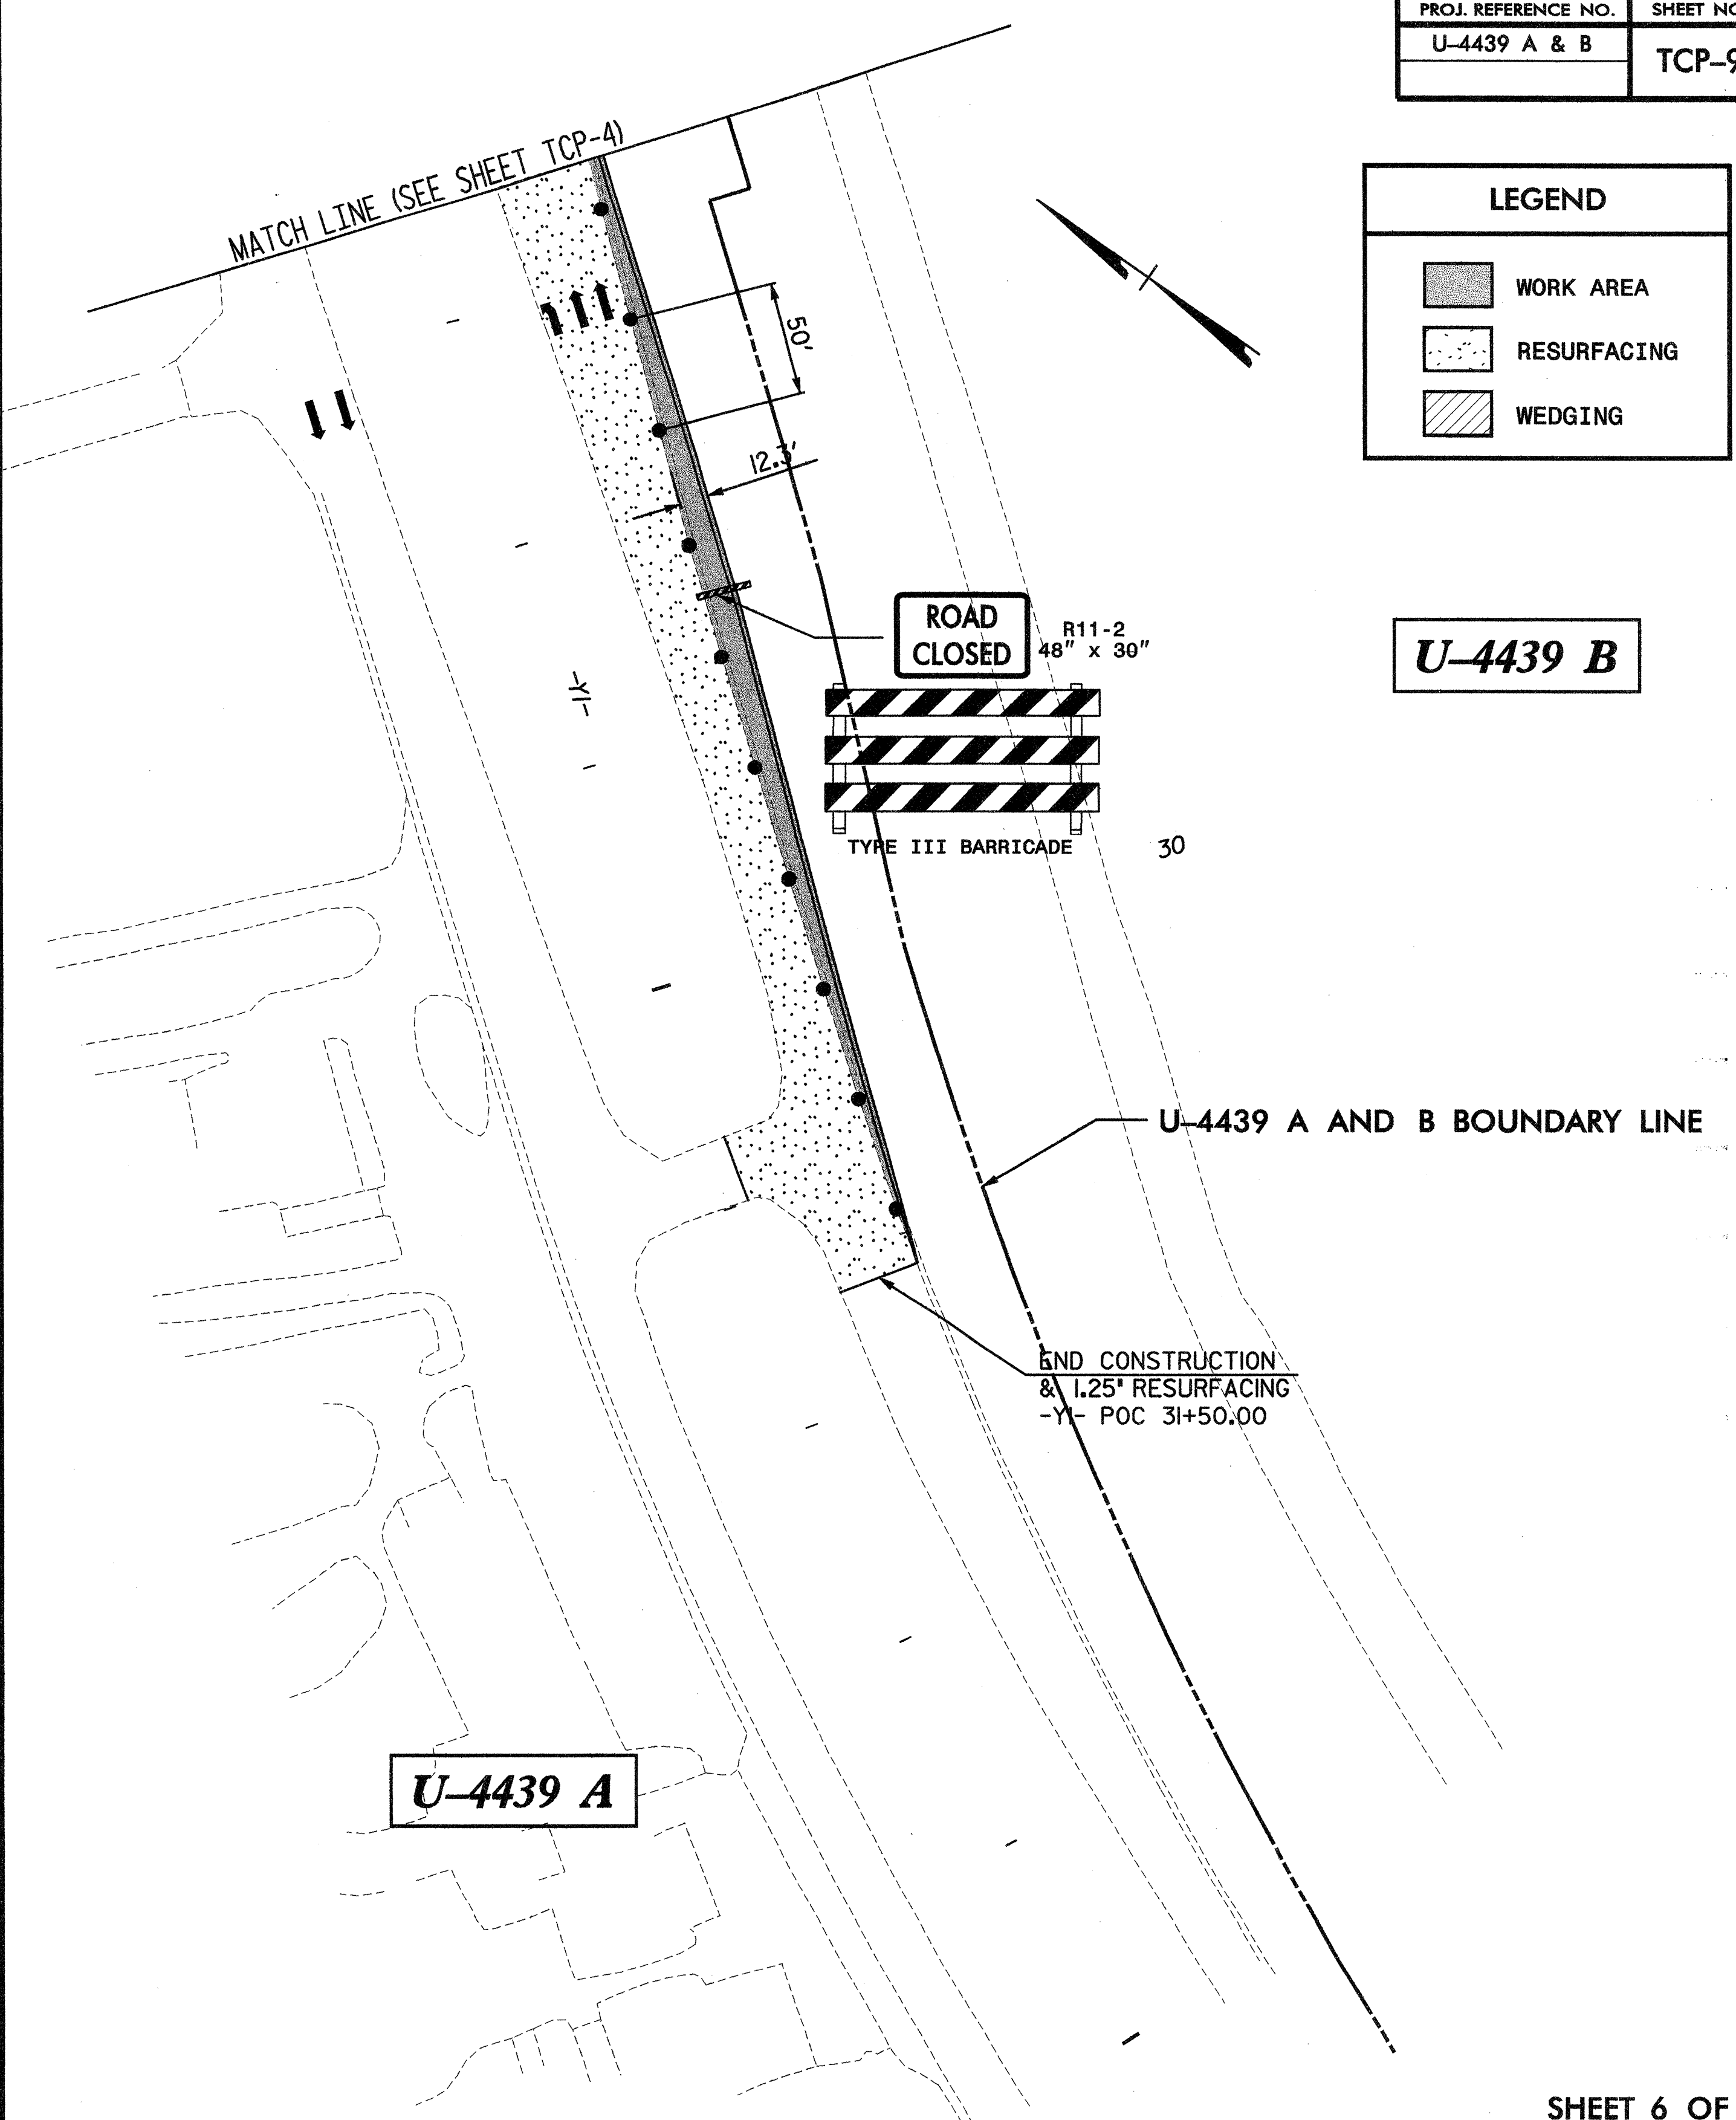 PROJ. REFERENCE NO.
SHEET NO
U-4439 A & B
TCP-9
MATCH LINE (SEE SHEET TCP-4)
LEGEND
WORK AREA
RESURFACING
WEDGING
50'
12.3'
ROAD
CLOSED
R11-2
48" x 30"
U-4439 B
-Y1-
TYPE III BARRICADE
30
U-4439 A AND B BOUNDARY LINE
END CONSTRUCTION
& 1.25" RESURFACING
-Y1- POC 31+50.00
U-4439 A
SHEET 6 OF